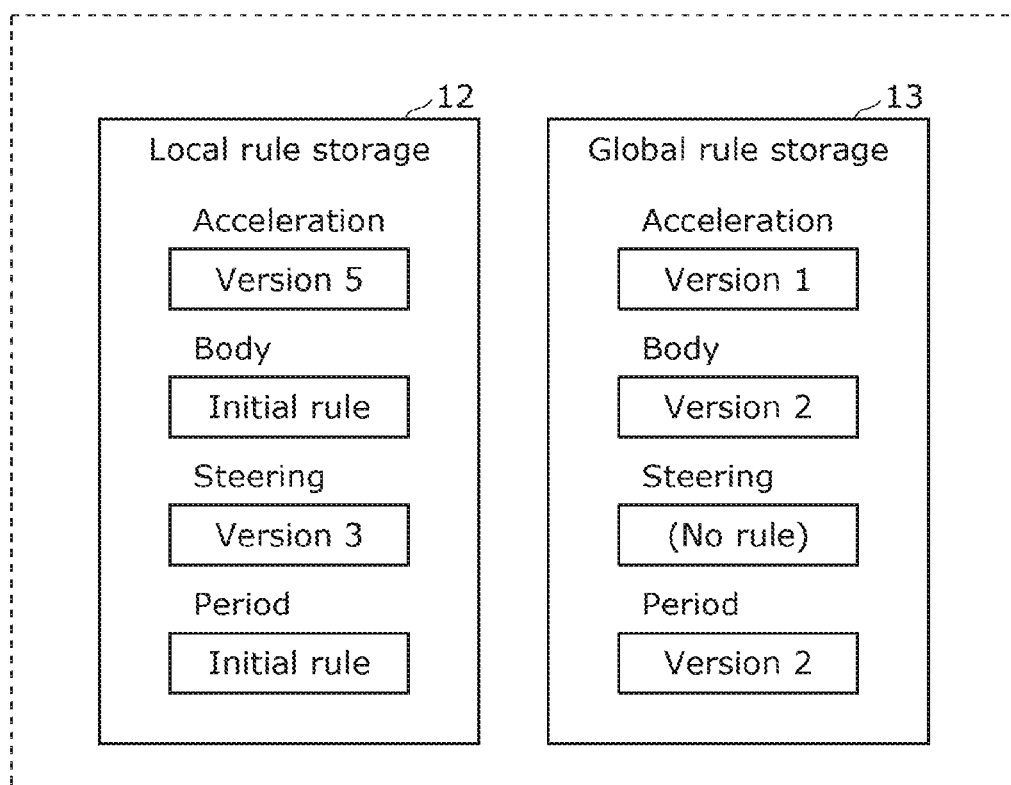 12
Local rule storage
Acceleration
Version 5
Body
Initial rule
Steering
Version 3
Period
Initial rule
13
Global rule storage
Acceleration
Version 1
Body
Version 2
Steering
(No rule)
Period
Version 2